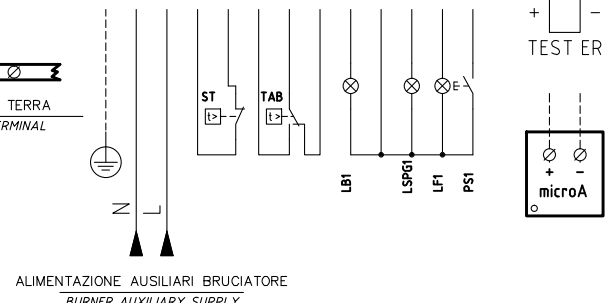 + -
TEST ER
TERRA
ERMINAL
ST
TAB
t>
t>
E
LB1
LSPG1
LF1
PS1
+ -
microA
N
L
ALIMENTAZIONE AUSILIARI BRUCIATORE
BURNER AUXILIARY SUPPLY